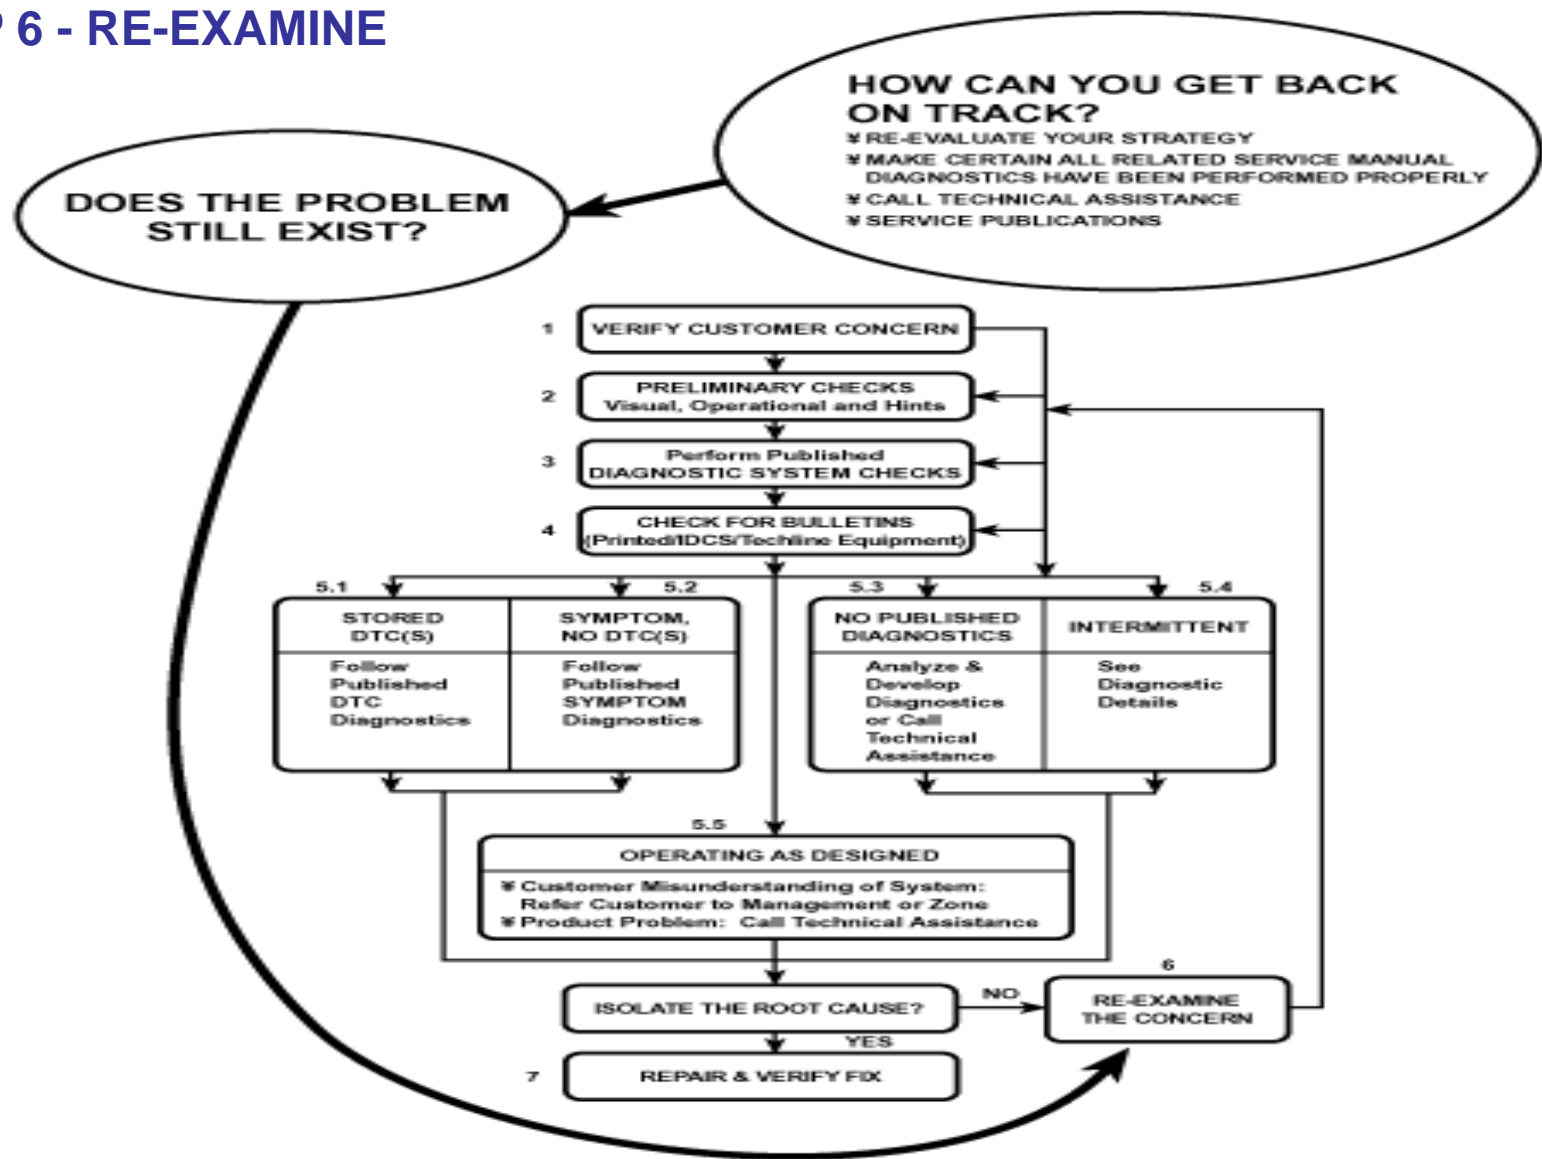 P 6 - RE-EXAMINE
HOW CAN YOU GET BACK
ON TRACK?
¥ RE-EVALUATE YOUR STRATEGY
¥ MAKE CERTAIN ALL RELATED SERVICE MANUAL
DIAGNOSTICS HAVE BEEN PERFORMED PROPERLY
¥ CALL TECHNICAL ASSISTANCE
¥ SERVICE PUBLICATIONS
DOES THE PROBLEM
STILL EXIST?
1
VERIFY CUSTOMER CONCERN
2
PRELIMINARY CHECKS
Visual, Operational and Hints
3
Perform Published
DIAGNOSTIC SYSTEM CHECKS
4
CHECK FOR BULLETINS
(Printed/IDCS/Techline Equipment)
5.1
STORED
DTC(S)
Follow
Published
DTC
Diagnostics
5.2
SYMPTOM,
NO DTC(S)
Follow
Published
SYMPTOM
Diagnostics
5.3
NO PUBLISHED
DIAGNOSTICS
Analyze &
Develop
Diagnostics
or Call
Technical
Assistance
5.4
INTERMITTENT
See
Diagnostic
Details
5.5
OPERATING AS DESIGNED
¥ Customer Misunderstanding of System:
Refer Customer to Management or Zone
¥ Product Problem: Call Technical Assistance
ISOLATE THE ROOT CAUSE?
NO
6
RE-EXAMINE
THE CONCERN
YES
7
REPAIR & VERIFY FIX